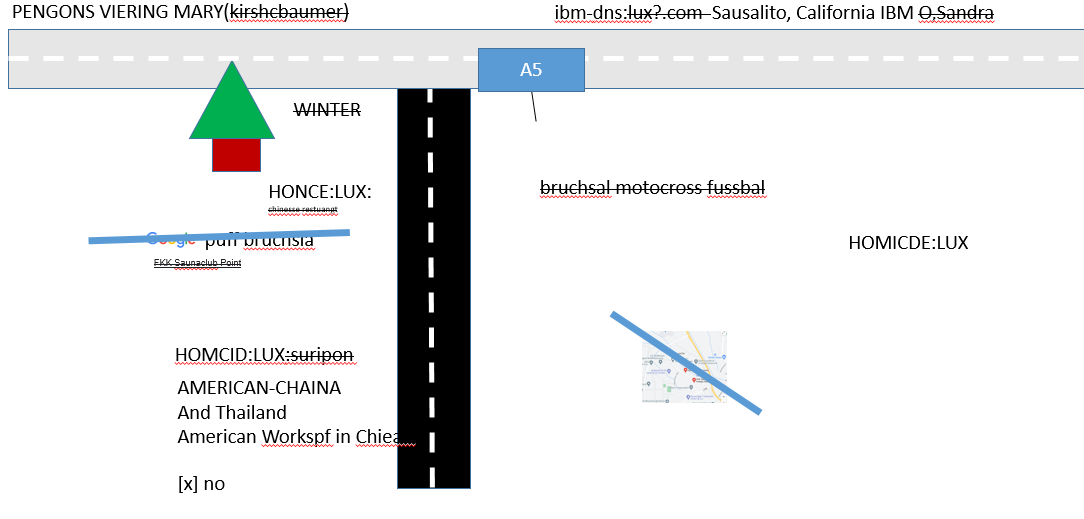 PENGONS VIERING MARY(kirshcbaumer)
ibm-dns:lux?.com Sausalito, California IBM O,Sandra
A5
WINTER
bruchsal motocross fussbal
HONCE:LUX:
chinesse restuangt
Google puff bruchsla
HOMICDE:LUX
FKK Saunaclub Point
HOMCID:LUX:suripon
AMERICAN-CHAINA
And Thailand
American Workspf in Chiea
[x] no